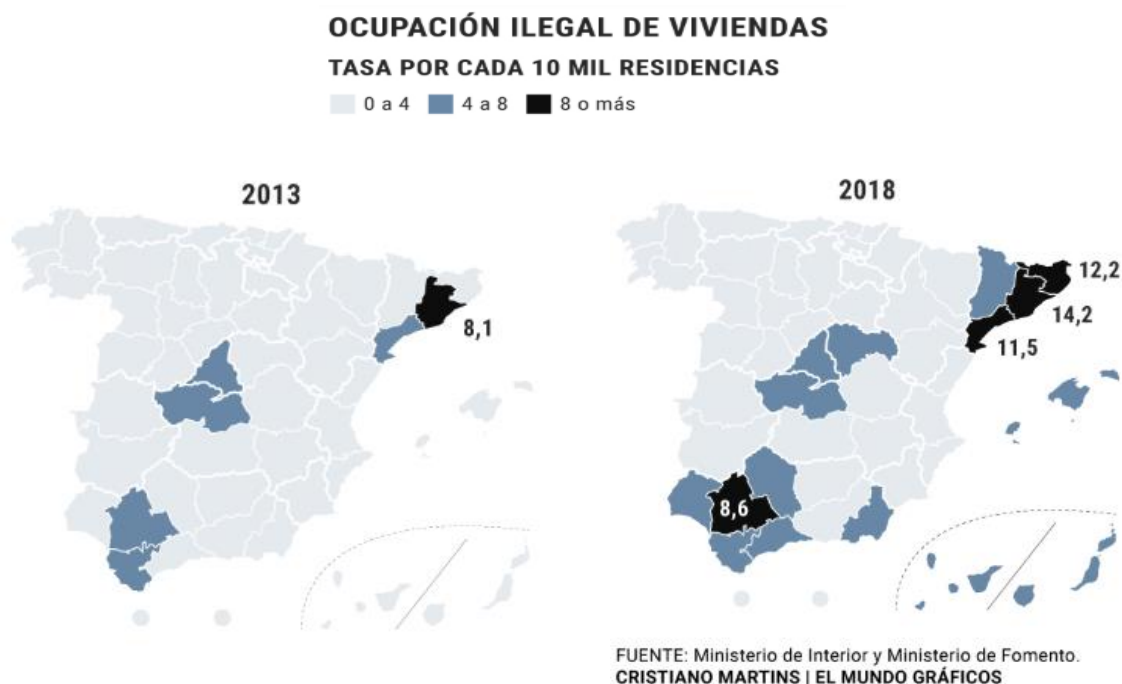 OCUPACIÓN ILEGAL DE VIVIENDAS
TASA POR CADA 10 MIL RESIDENCIAS
0 a 4 4 a 8 8 o más
2013
2018
8,1
12,2
14,2
11,5
8,6
FUENTE: Ministerio de Interior y Ministerio de Fomento.
CRISTIANO MARTINS | EL MUNDO GRÁFICOS